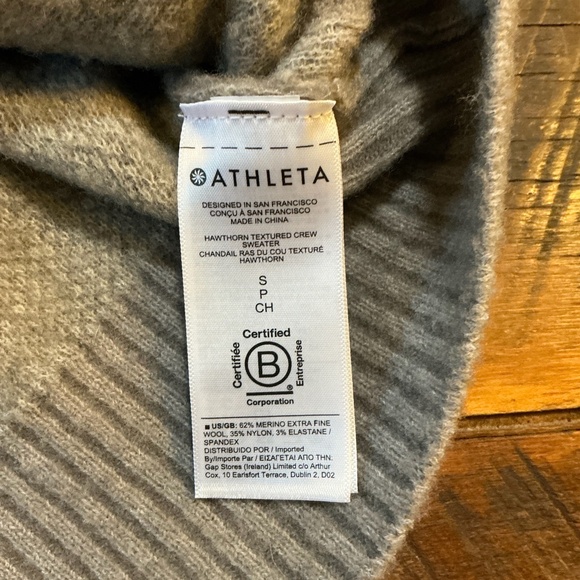 ATHLETA
DESIGNED IN SAN FRANCISCO
CONÇU À SAN FRANCISCO
MADE IN CHINA
HAWTHORN TEXTURED CREW
SWEATER
CHANDAIL RAS DU COU TEXTURÉ
HAWTHORN
S
P
CH
Certified
Certifiée
B
Entreprise
®
Corporation
■ US/GB: 62% MERINO EXTRA FINE
WOOL, 35% NYLON, 3% ELASTANE /
SPANDEX
DISTRIBUIDO POR / Imported
By/Importe Par / ΕΙΣΑΓΕΤΑΙ ΑΠΟ ΤΗΝ:
Gap Stores (Ireland) Limited c/o Arthur
Cox, 10 Earlsfort Terrace, Dublin 2, D02